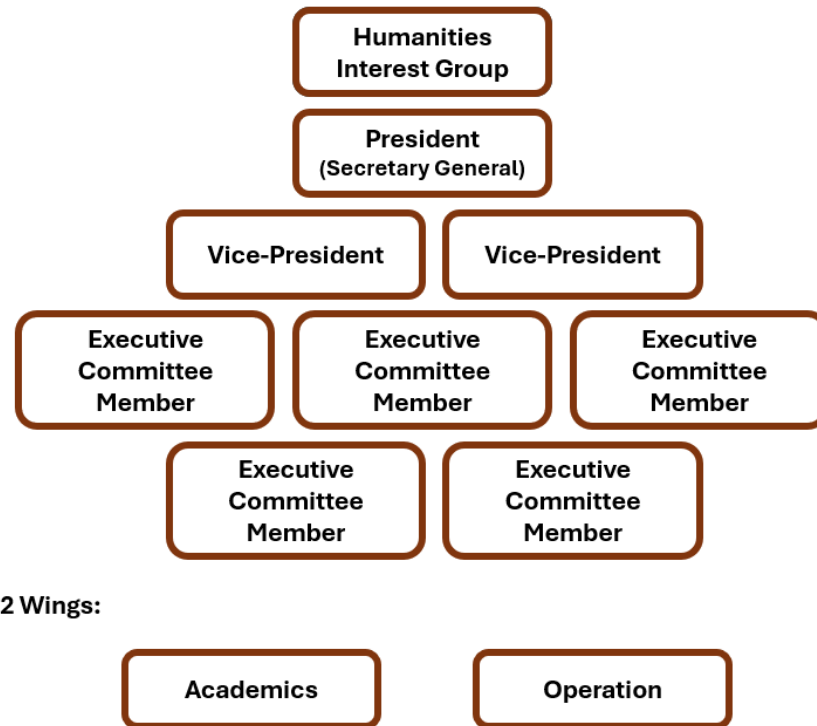 Humanities
Interest Group
President
(Secretary General)
Vice-President
Vice-President
Executive
Committee
Member
Executive
Committee
Member
Executive
Committee
Member
Executive
Committee
Member
Executive
Committee
Member
2 Wings:
Academics
Operation